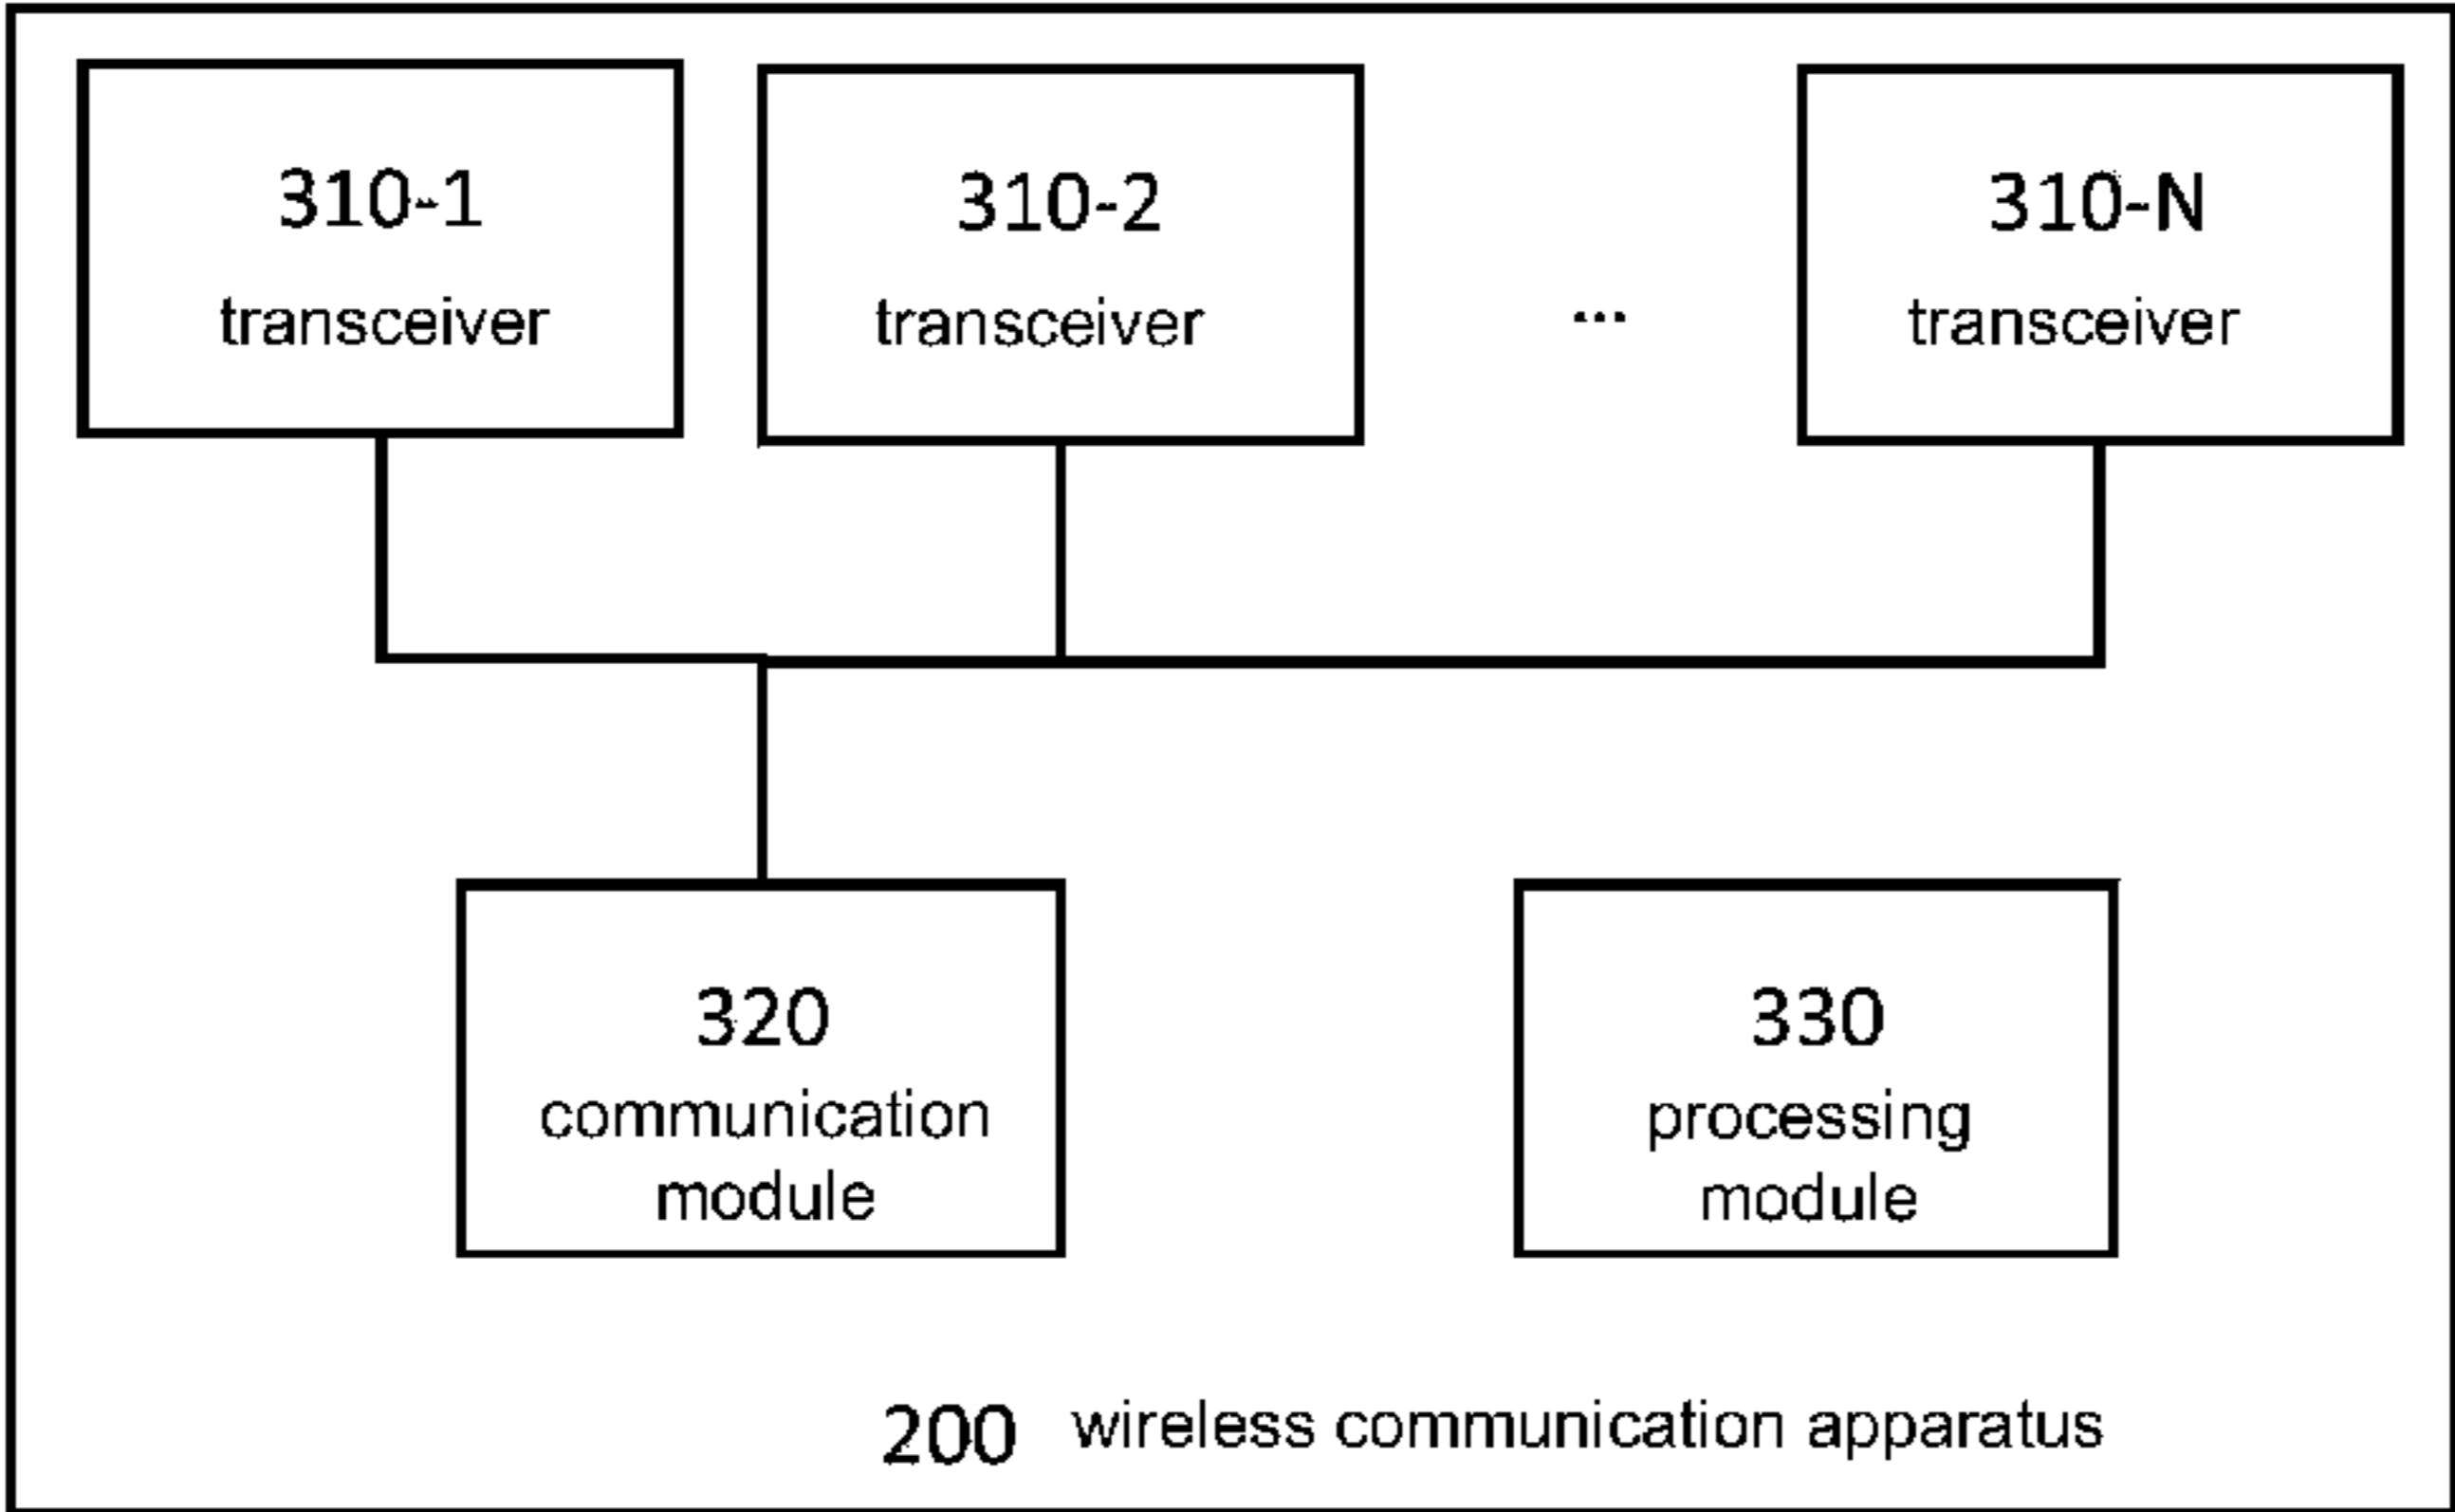 310-1
transceiver
310-2
transceiver
...
310-N
transceiver
320
communication
module
330
processing
module
200 wireless communication apparatus